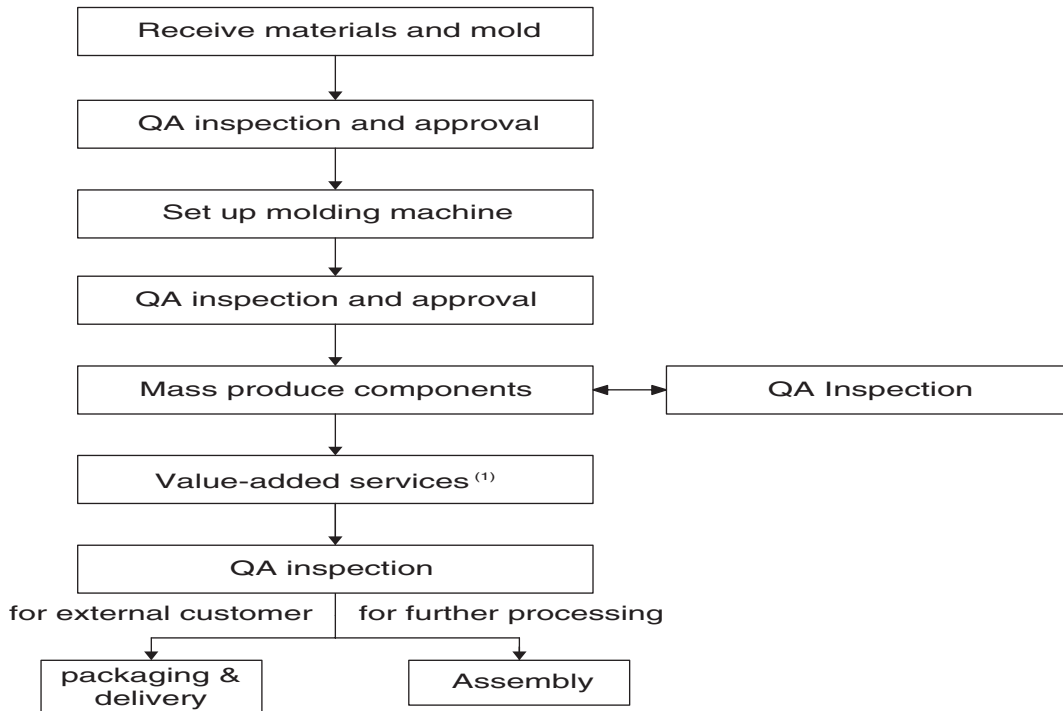 Receive materials and mold
QA inspection and approval
Set up molding machine
QA inspection and approval
Mass produce components
QA Inspection
Value-added services (1)
QA inspection
for external customer
for further processing
packaging &
delivery
Assembly